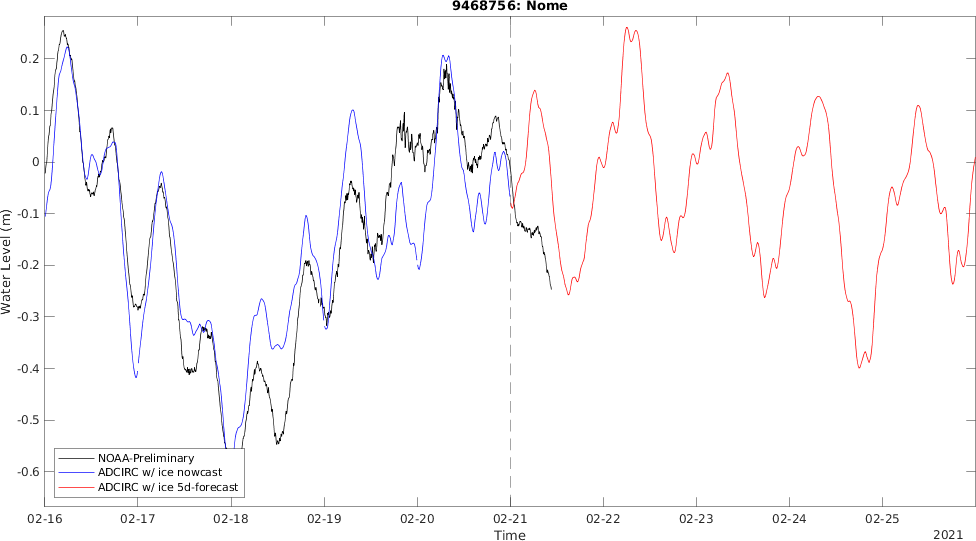 9468756: Nome
Water Level (m)
0.2
0.1
0
-0.1
-0.2
-0.3
-0.4
-0.5
-0.6
NOAA-Preliminary
ADCIRC w/ ice nowcast
ADCIRC w/ ice 5d-forecast
02-16 02-17 02-18 02-19 02-20 02-21 02-22 02-23 02-24 02-25
Time
2021